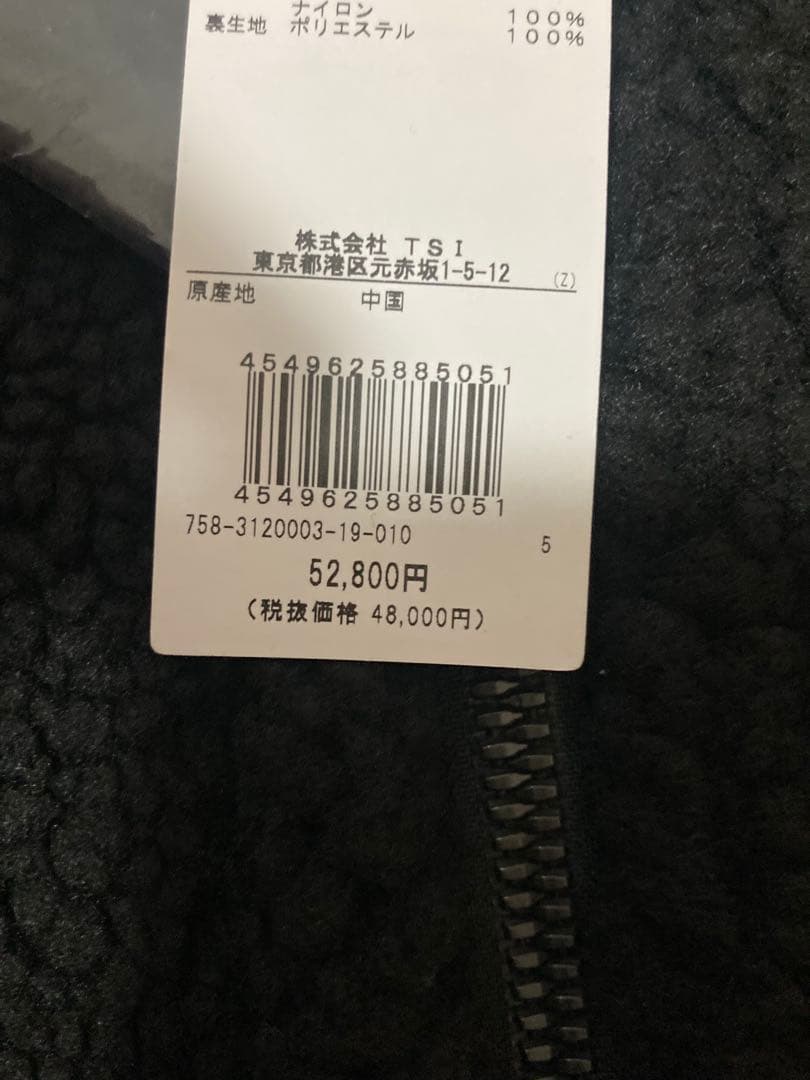 ナイロン 100%
裏生地 ポリエステル 100%
株式会社 TSI
東京都港区元赤坂1-5-12 (Z)
原産地 中国
4549625885051
4549625885051
758-3120003-19-010 5
52,800円
(税抜価格 48,000円)